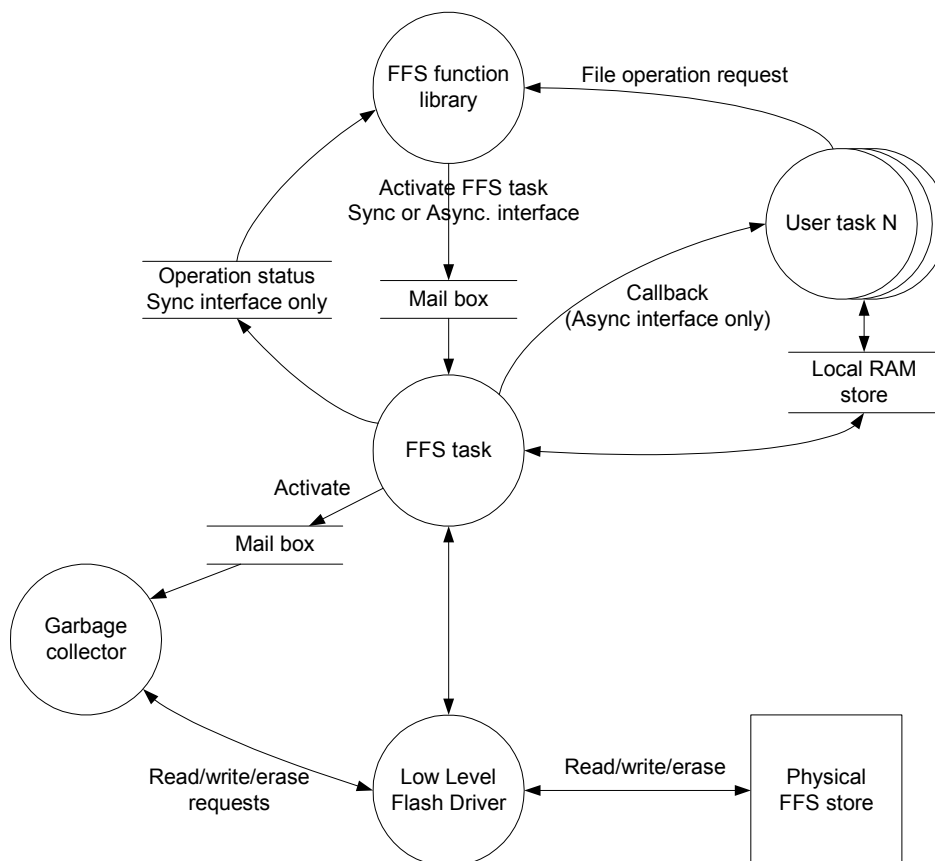 FFS function
library
File operation request
Activate FFS task
Sync or Async. interface
User task N
Operation status
Sync interface only
Mail box
Callback
(Async interface only)
Local RAM
store
FFS task
Activate
Mail box
Garbage
collector
Read/write/erase
requests
Low Level
Flash Driver
Read/write/erase
Physical
FFS store